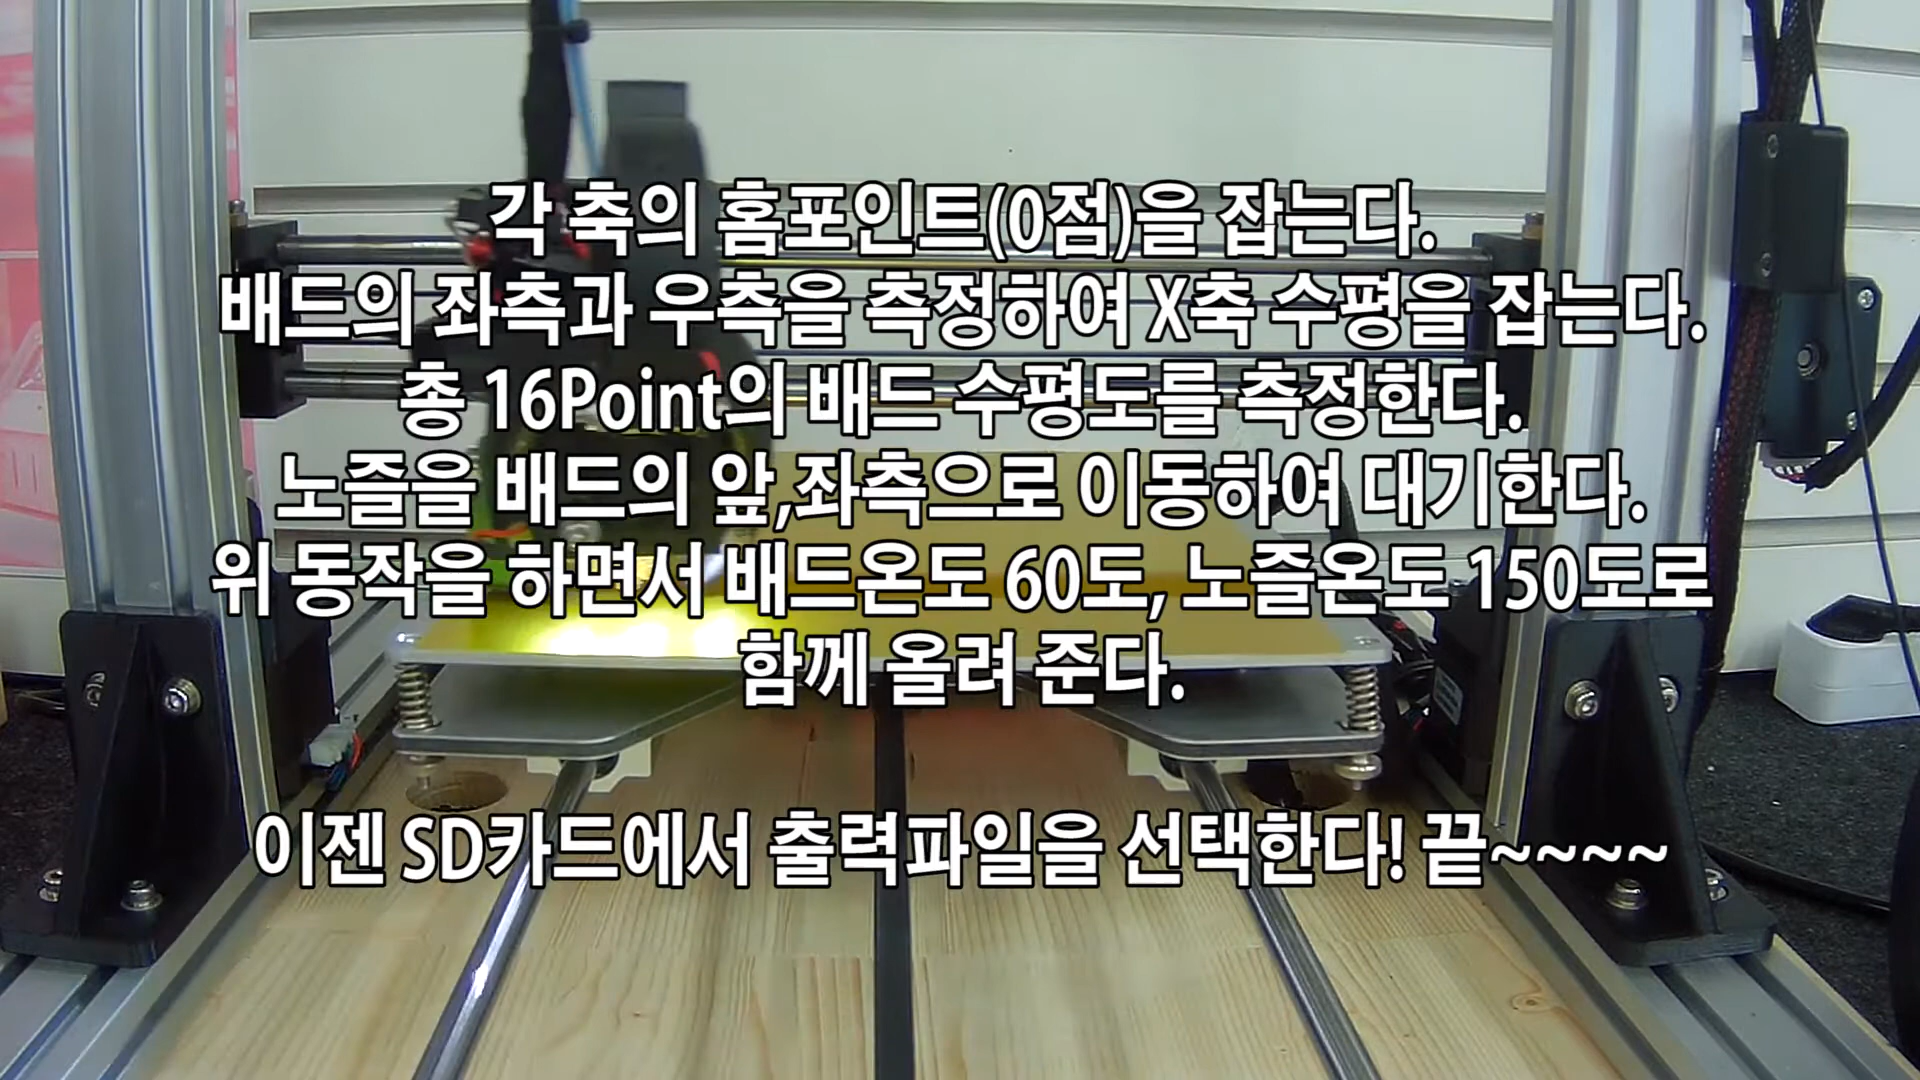 각 축의 홈포인트(0점)을 잡는다.
배드의 좌측과 우측을 측정하여 X축 수평을 잡는다.
총 16Point의 배드 수평도를 측정한다.
노즐을 배드의 앞,좌측으로 이동하여 대기한다.
위 동작을 하면서 배드온도 60도, 노즐온도 150도로
함께 올려 준다.
이젠 SD카드에서 출력파일을 선택한다! 끝~~~~